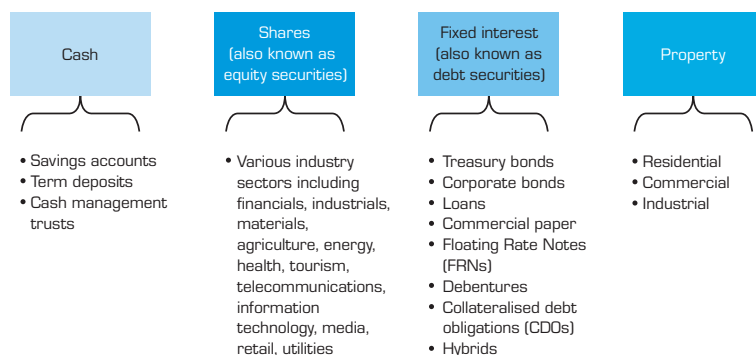 Cash
Shares
(also known as
equity securities)
Fixed interest
(also known as
debt securities)
Property
• Savings accounts
• Term deposits
• Cash management
trusts
• Various industry
sectors including
financials, industrials,
materials,
agriculture, energy,
health, tourism,
telecommunications,
information
technology, media,
retail, utilities
• Treasury bonds
• Corporate bonds
• Loans
• Commercial paper
• Floating Rate Notes
(FRNs)
• Debentures
• Collateralised debt
obligations (CDOs)
• Hybrids
• Residential
• Commercial
• Industrial